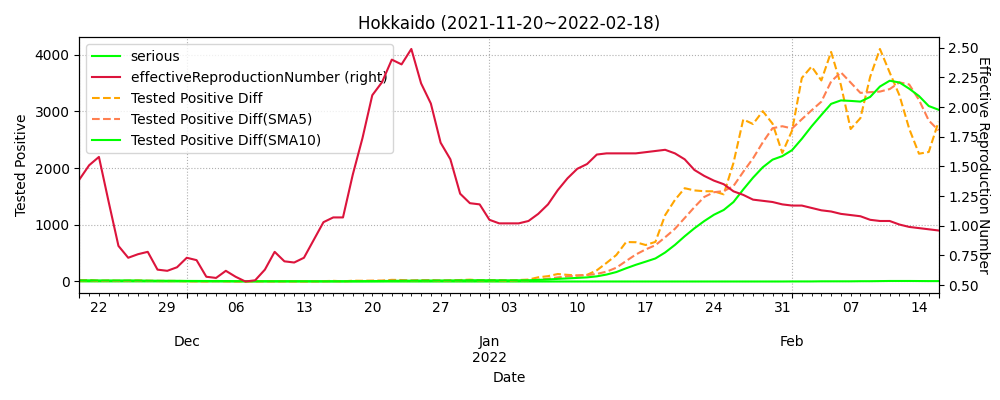 Hokkaido (2021-11-20~2022-02-18)
serious
effectiveReproductionNumber (right)
Tested Positive Diff
Tested Positive Diff(SMA5)
Tested Positive Diff(SMA10)
Tested Positive
4000
3000
2000
1000
0
Effective Reproduction Number
2.50
2.25
2.00
1.75
1.50
1.25
1.00
0.75
0.50
22 29 06 13 20 27 03 10 17 24 31 07 14
Dec Jan Feb
2022
Date